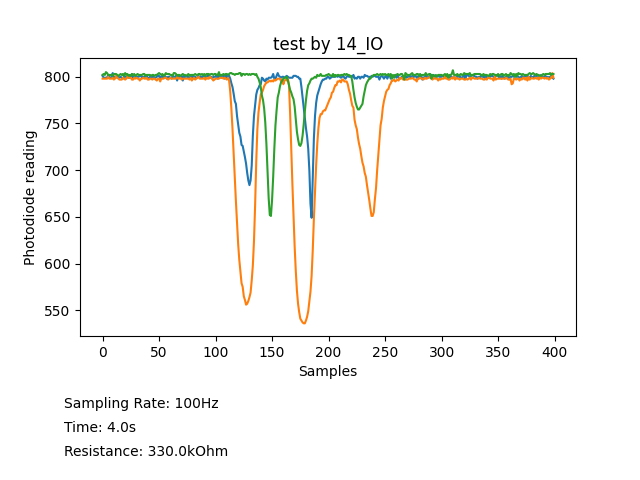 test by 14_IO
800
750
700
650
600
550
Photodiode reading
0 50 100 150 200 250 300 350 400
Samples
Sampling Rate: 100Hz
Time: 4.0s
Resistance: 330.0kOhm